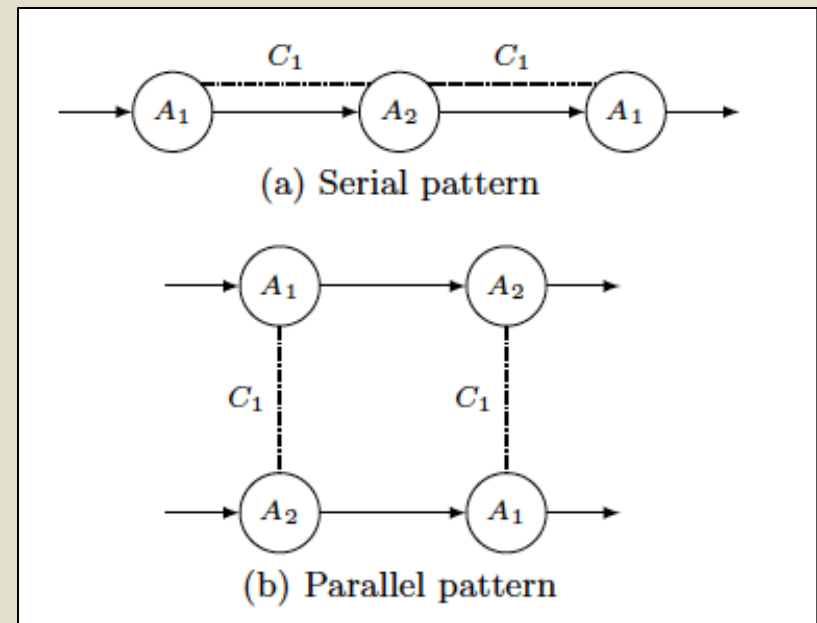 C₁ C₁
A₁ A₂ A₁
(a) Serial pattern
A₁ A₂
C₁ C₁
A₂ A₁
(b) Parallel pattern